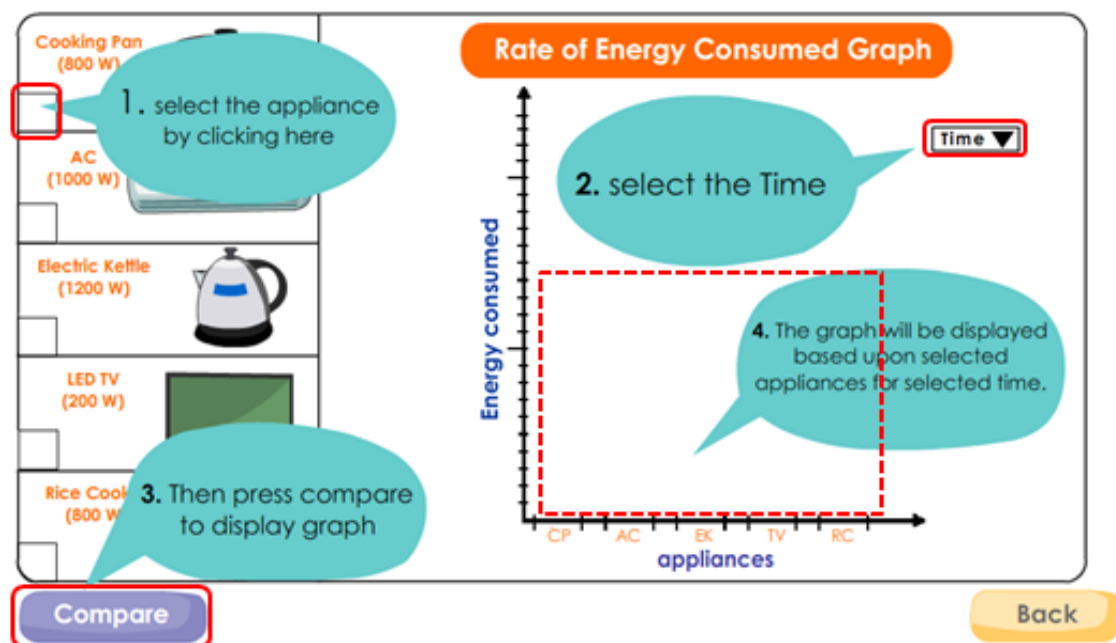 Cooking Pan
(800 W)
1. select the appliance
by clicking here
AC
(1000 W)
Electric Kettle
(1200 W)
LED TV
(200 W)
Rice
(800
3. Then press compare
to display graph
Compare
Rate of Energy Consumed Graph
Time ▼
2. select the Time
Energy consumed
4. The graph will be displayed
based upon selected
appliances for selected time.
CP AC EK TV RC
appliances
Back